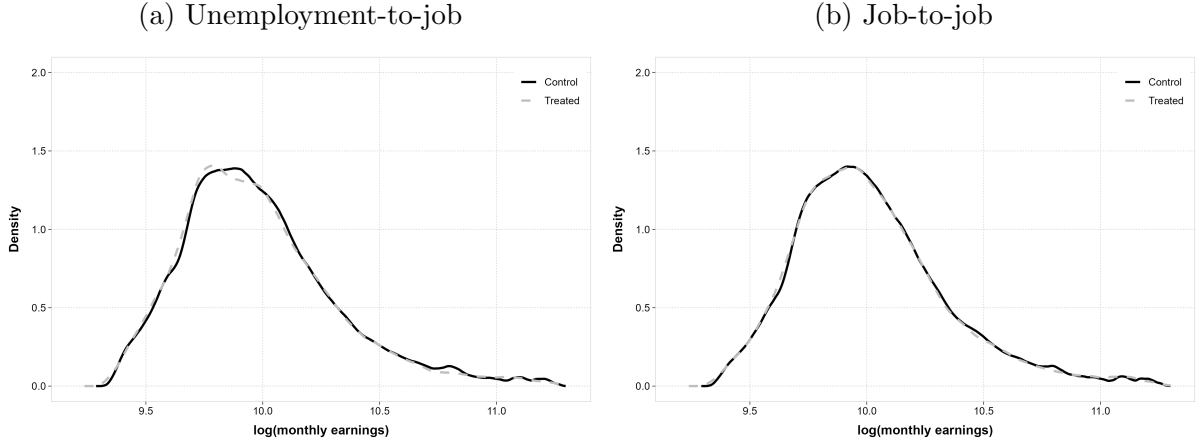 (a) Unemployment-to-job
2.0
1.5
1.0
0.5
0.0
Density
Control
Treated
9.5 10.0 10.5 11.0
log(monthly earnings)
(b) Job-to-job
2.0
1.5
1.0
0.5
0.0
Density
Control
Treated
9.5 10.0 10.5 11.0
log(monthly earnings)